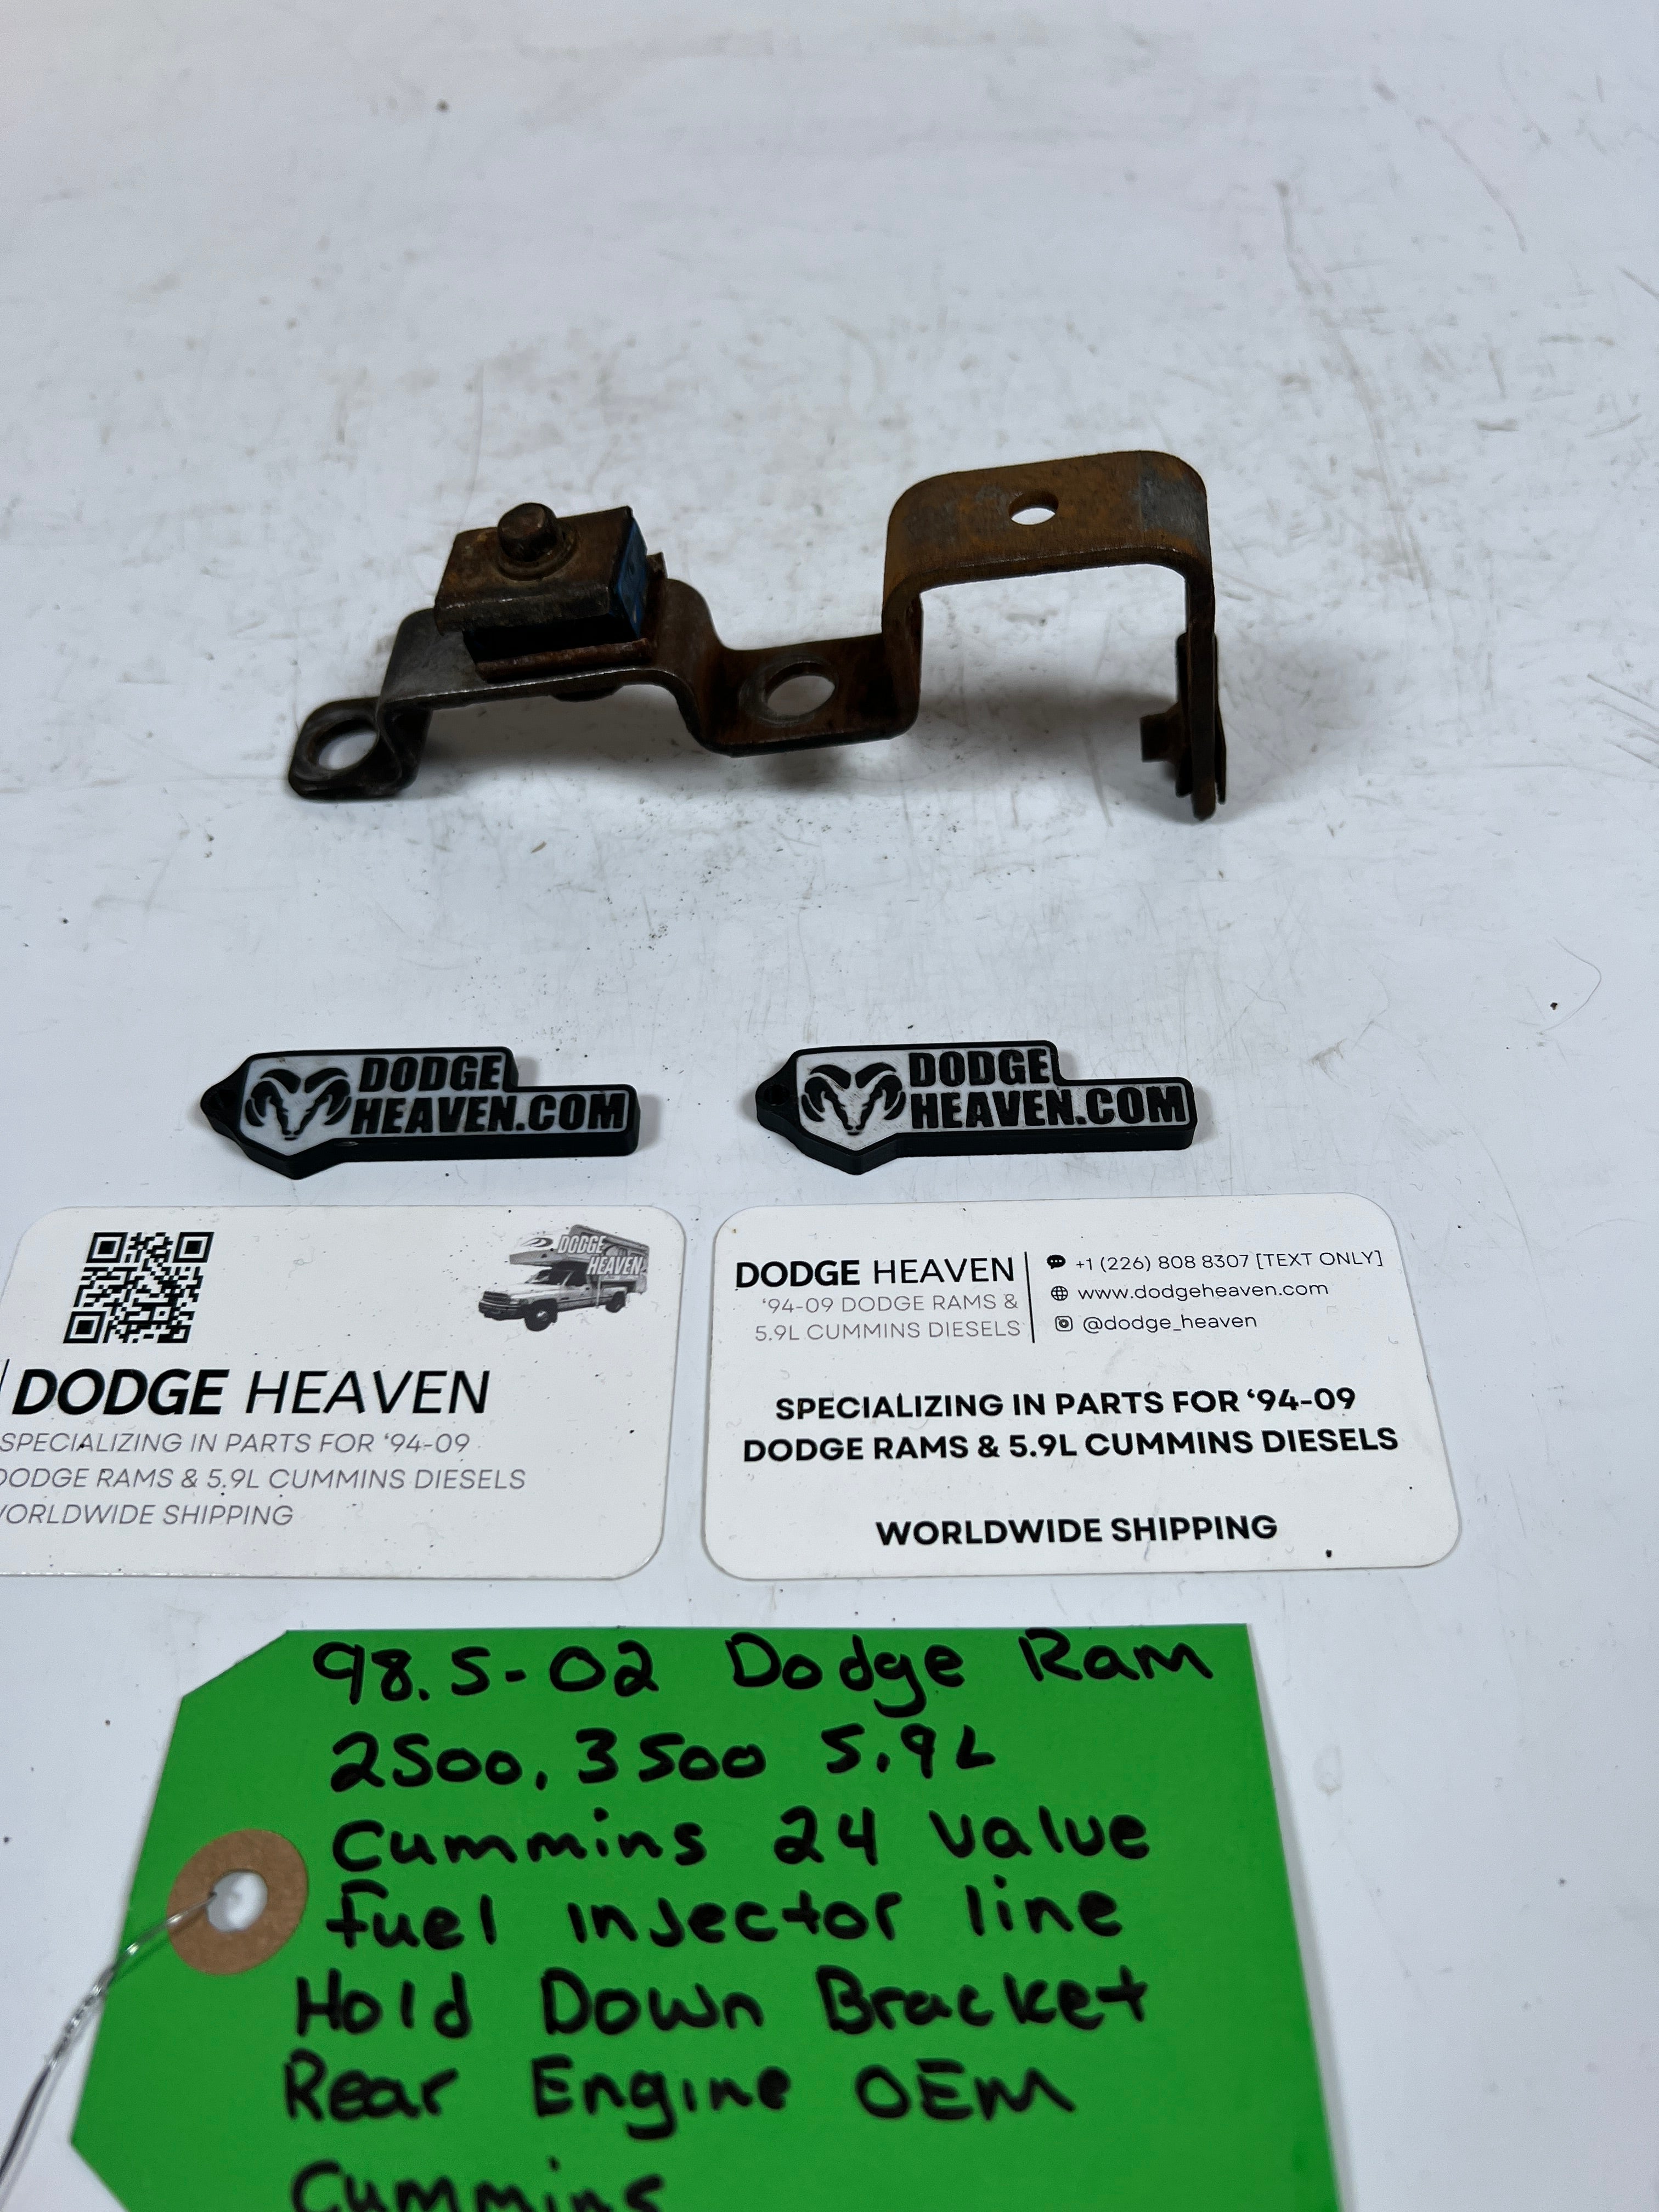 DODGE
HEAVEN.COM
DODGE
HEAVEN.COM
DODGE
HEAVEN
DODGE HEAVEN
SPECIALIZING IN PARTS FOR ‘94-09
DODGE RAMS & 5.9L CUMMINS DIESELS
WORLDWIDE SHIPPING
DODGE HEAVEN
‘94-09 DODGE RAMS &
5.9L CUMMINS DIESELS
+1 (226) 808 8307 [TEXT ONLY]
www.dodgeheaven.com
@dodge_heaven
SPECIALIZING IN PARTS FOR ‘94-09
DODGE RAMS & 5.9L CUMMINS DIESELS
WORLDWIDE SHIPPING
98.5-02 Dodge Ram
2500, 3500 5.9L
Cummins 24 Valve
Fuel Injector line
Hold Down Bracket
Rear Engine OEM
Cummins